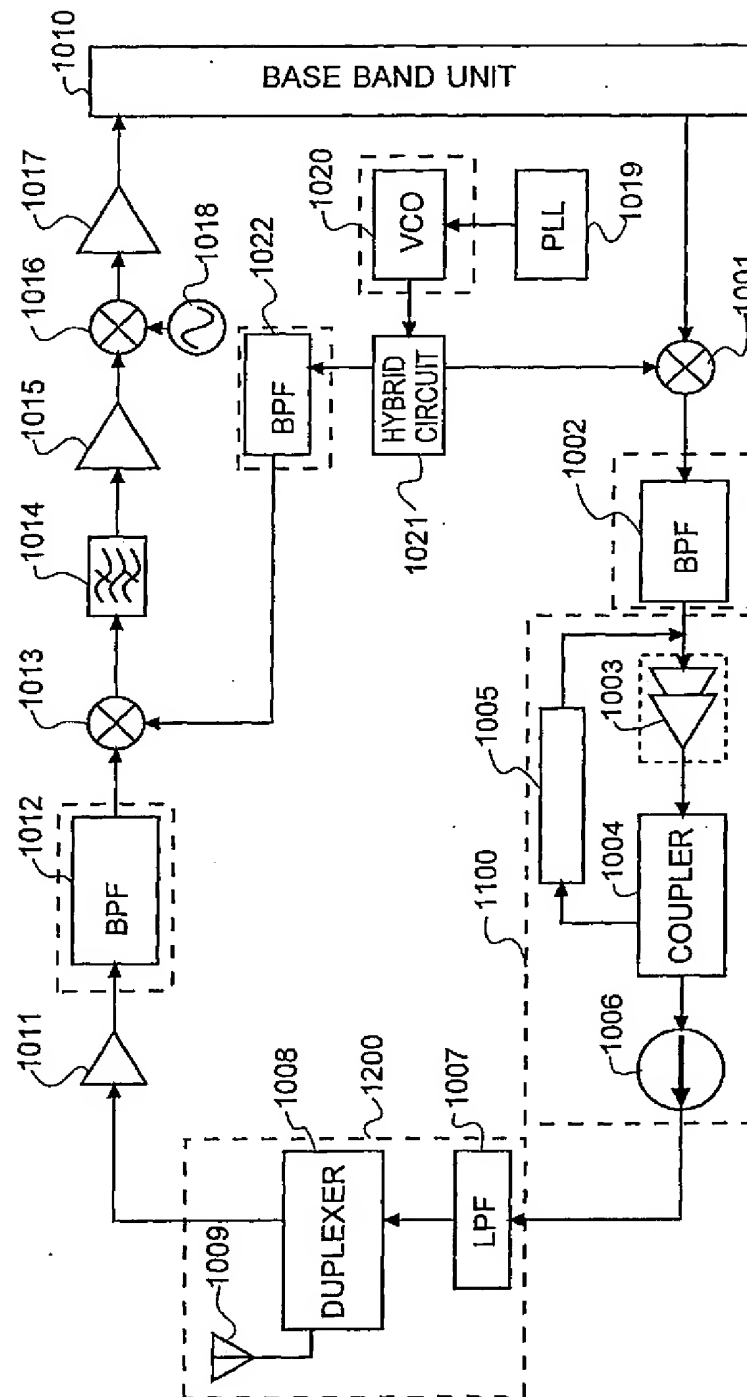 1010
BASE BAND UNIT
1017
1016
1018
1015
1014
1013
1012
BPF
1011
1020
VCO
PLL
1019
1022
BPF
HYBRID
CIRCUIT
1021
1001
1002
BPF
1003
1005
1004
COUPLER
1100
1006
1200
1008
DUPLEXER
1007
LPF
1009